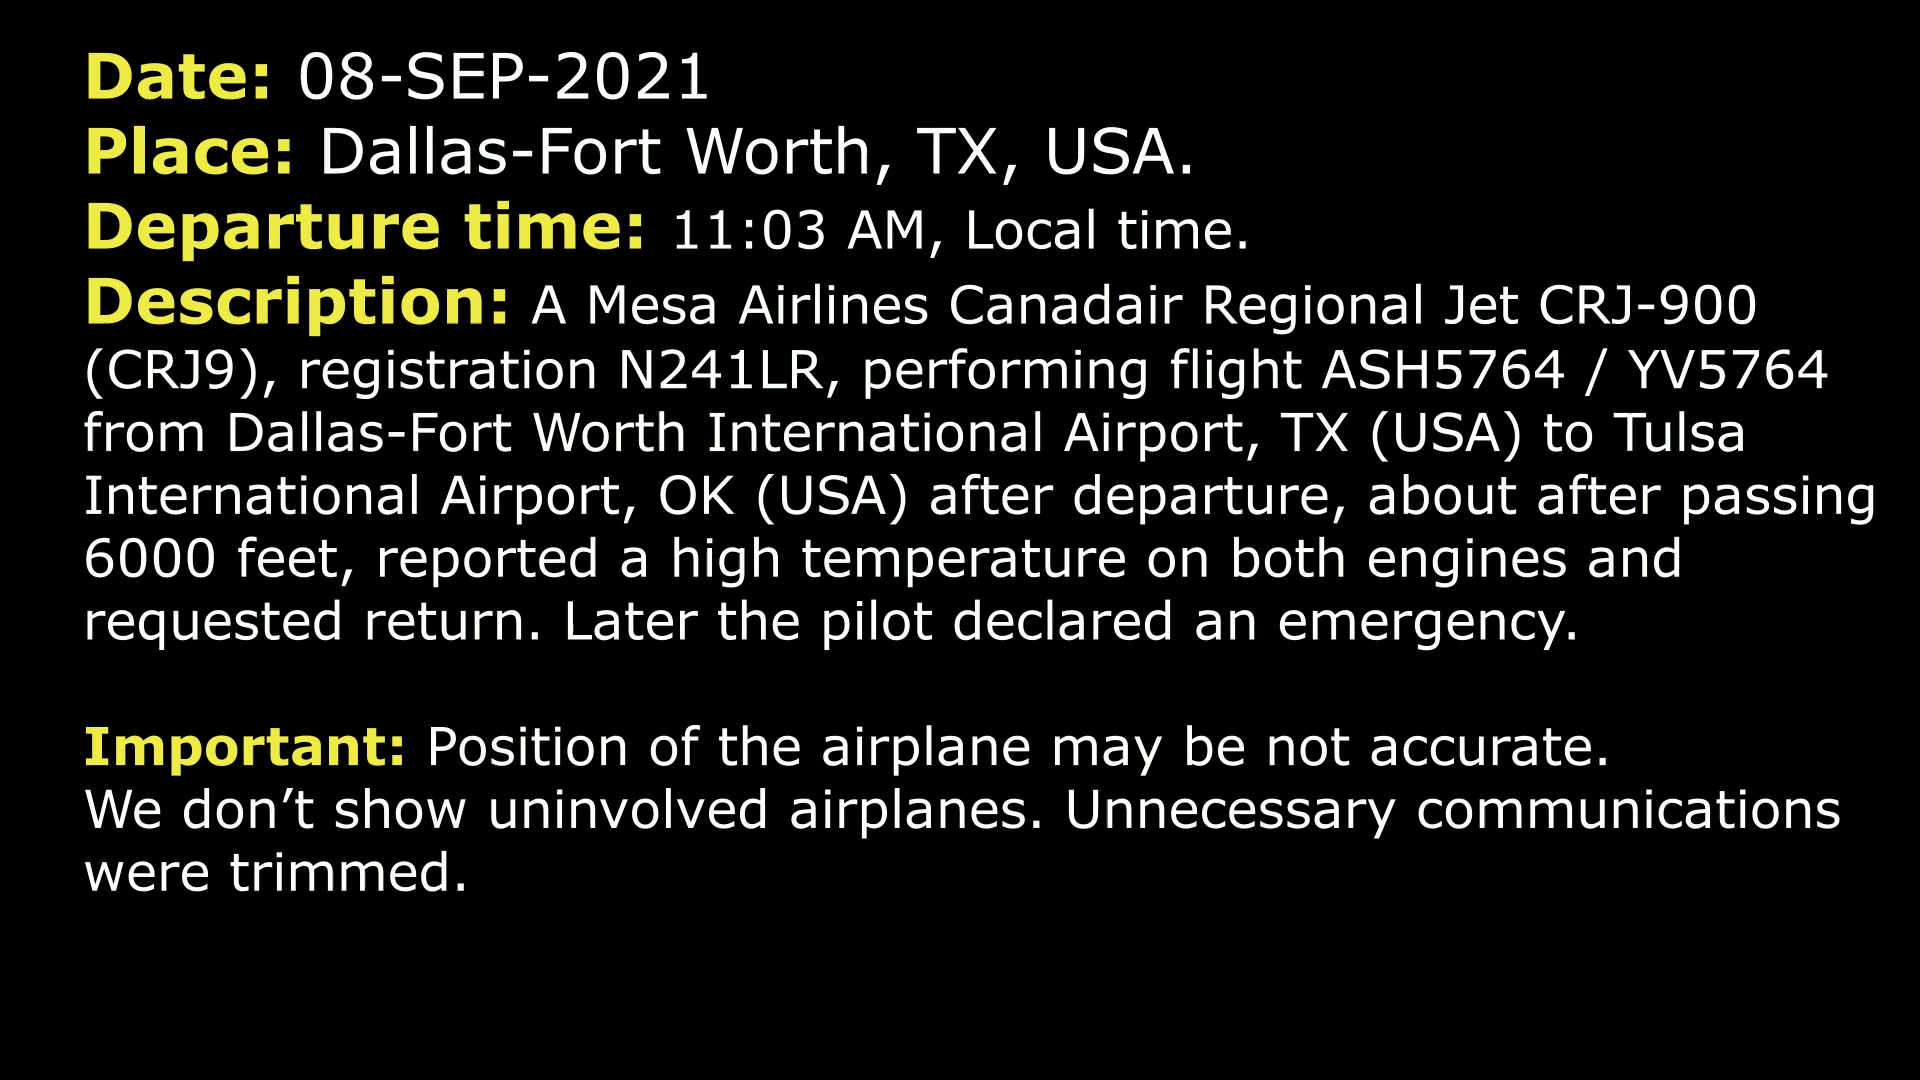 Date: 08-SEP-2021
Place: Dallas-Fort Worth, TX, USA.
Departure time: 11:03 AM, Local time.
Description: A Mesa Airlines Canadair Regional Jet CRJ-900
(CRJ9), registration N241LR, performing flight ASH5764 / YV5764
from Dallas-Fort Worth International Airport, TX (USA) to Tulsa
International Airport, OK (USA) after departure, about after passing
6000 feet, reported a high temperature on both engines and
requested return. Later the pilot declared an emergency.
Important: Position of the airplane may be not accurate.
We don’t show uninvolved airplanes. Unnecessary communications
were trimmed.